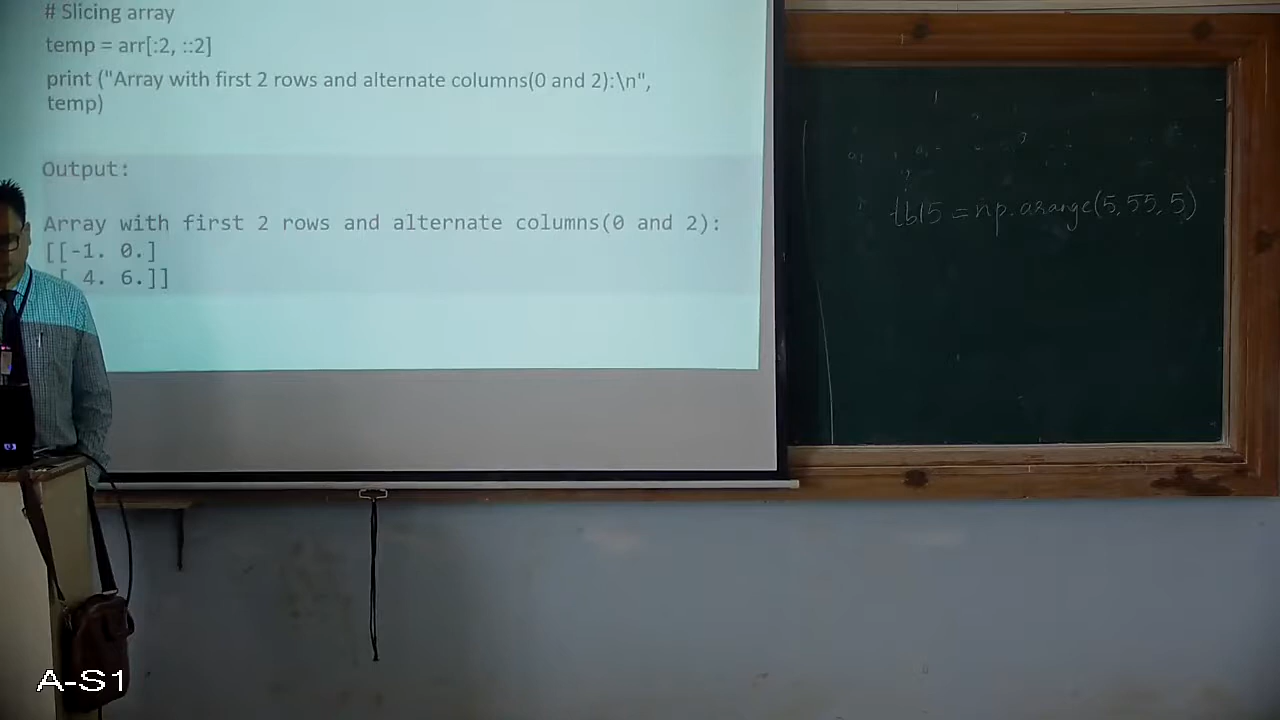 # Slicing array
temp = arr[:2, ::2]
print ("Array with first 2 rows and alternate columns(0 and 2):\n",
temp)
Output:
Array with first 2 rows and alternate columns(0 and 2):
[[-1. 0.]
[ 4. 6.]]
tbl5 = np.arange(5, 55, 5)
A-S1